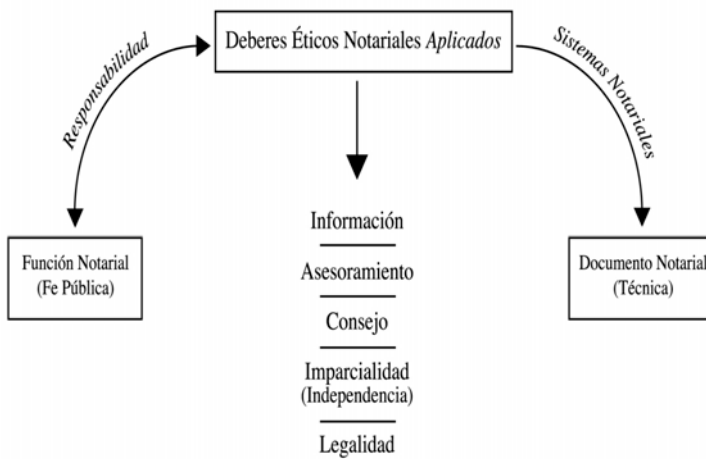 Deberes Éticos Notariales Aplicados
Responsabilidad
Sistemas Notariales
Función Notarial
(Fe Pública)
Información
Asesoramiento
Consejo
Imparcialidad
(Independencia)
Legalidad
Documento Notarial
(Técnica)